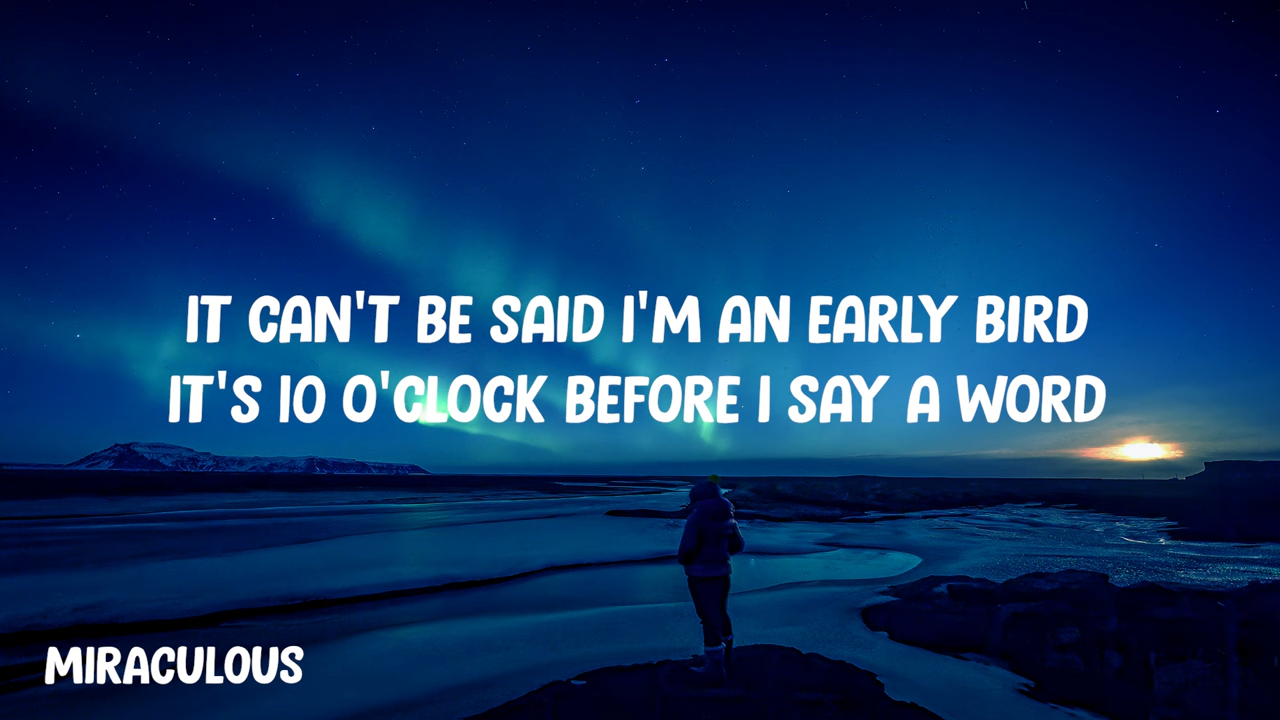 IT CAN'T BE SAID I'M AN EARLY BIRD
IT'S 10 O'CLOCK BEFORE I SAY A WORD
MIRACULOUS